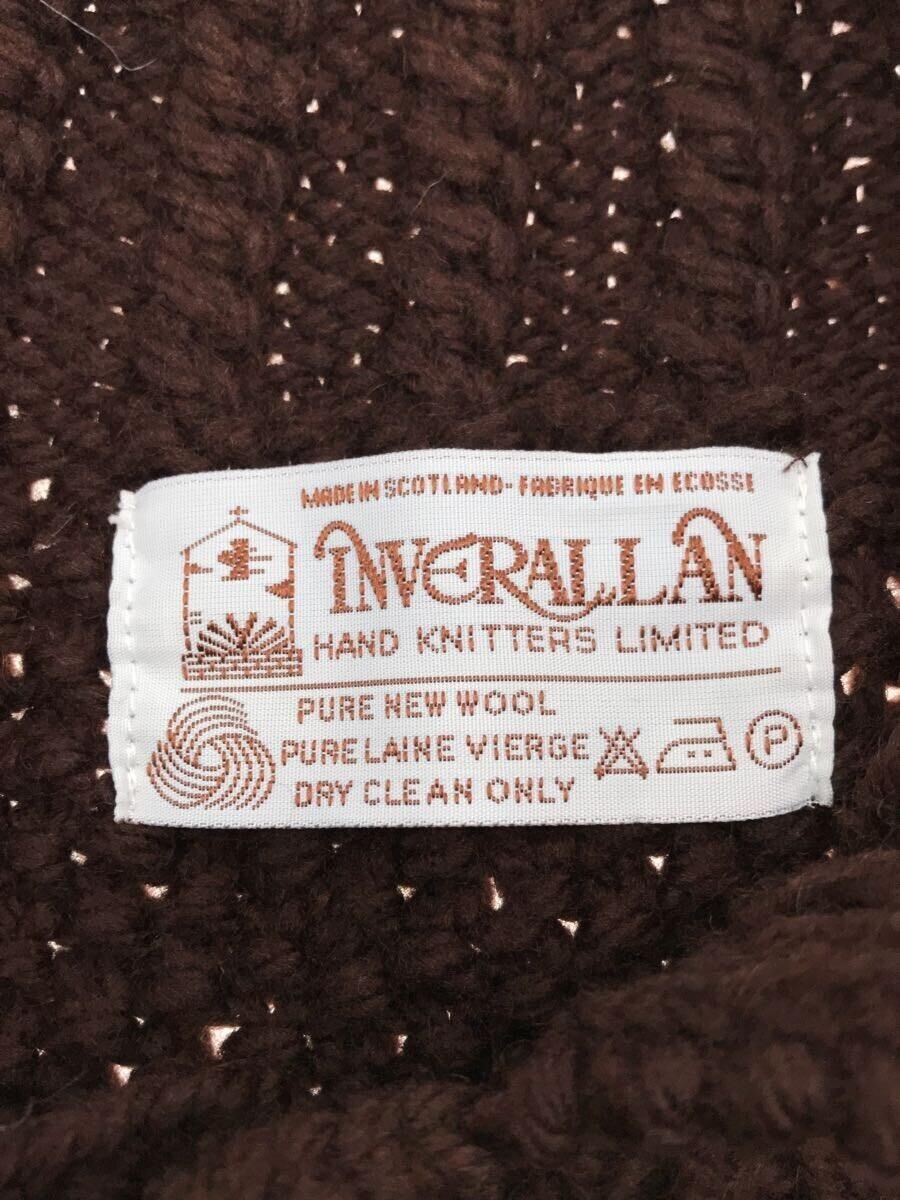 MADE IN SCOTLAND - FABRIQUE EN ECOSSE
INVERALLAN
HAND KNITTERS LIMITED
PURE NEW WOOL
PURE LAINE VIERGE
DRY CLEAN ONLY
P